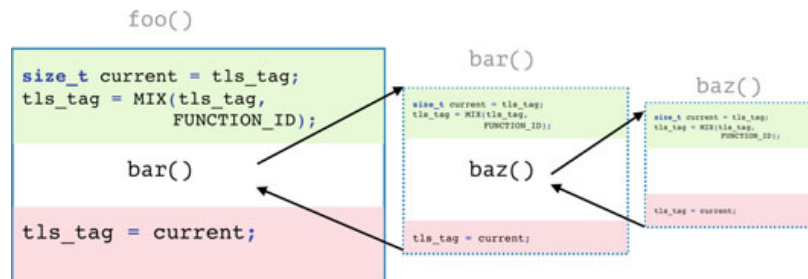 foo()
size_t current = tls_tag;
tls_tag = MIX(tls_tag,
FUNCTION_ID);
bar()
tls_tag = current;
bar()
size_t current = tls_tag;
tls_tag = MIX(tls_tag,
FUNCTION_ID);
baz()
tls_tag = current;
baz()
size_t current = tls_tag;
tls_tag = MIX(tls_tag,
FUNCTION_ID);
tls_tag = current;